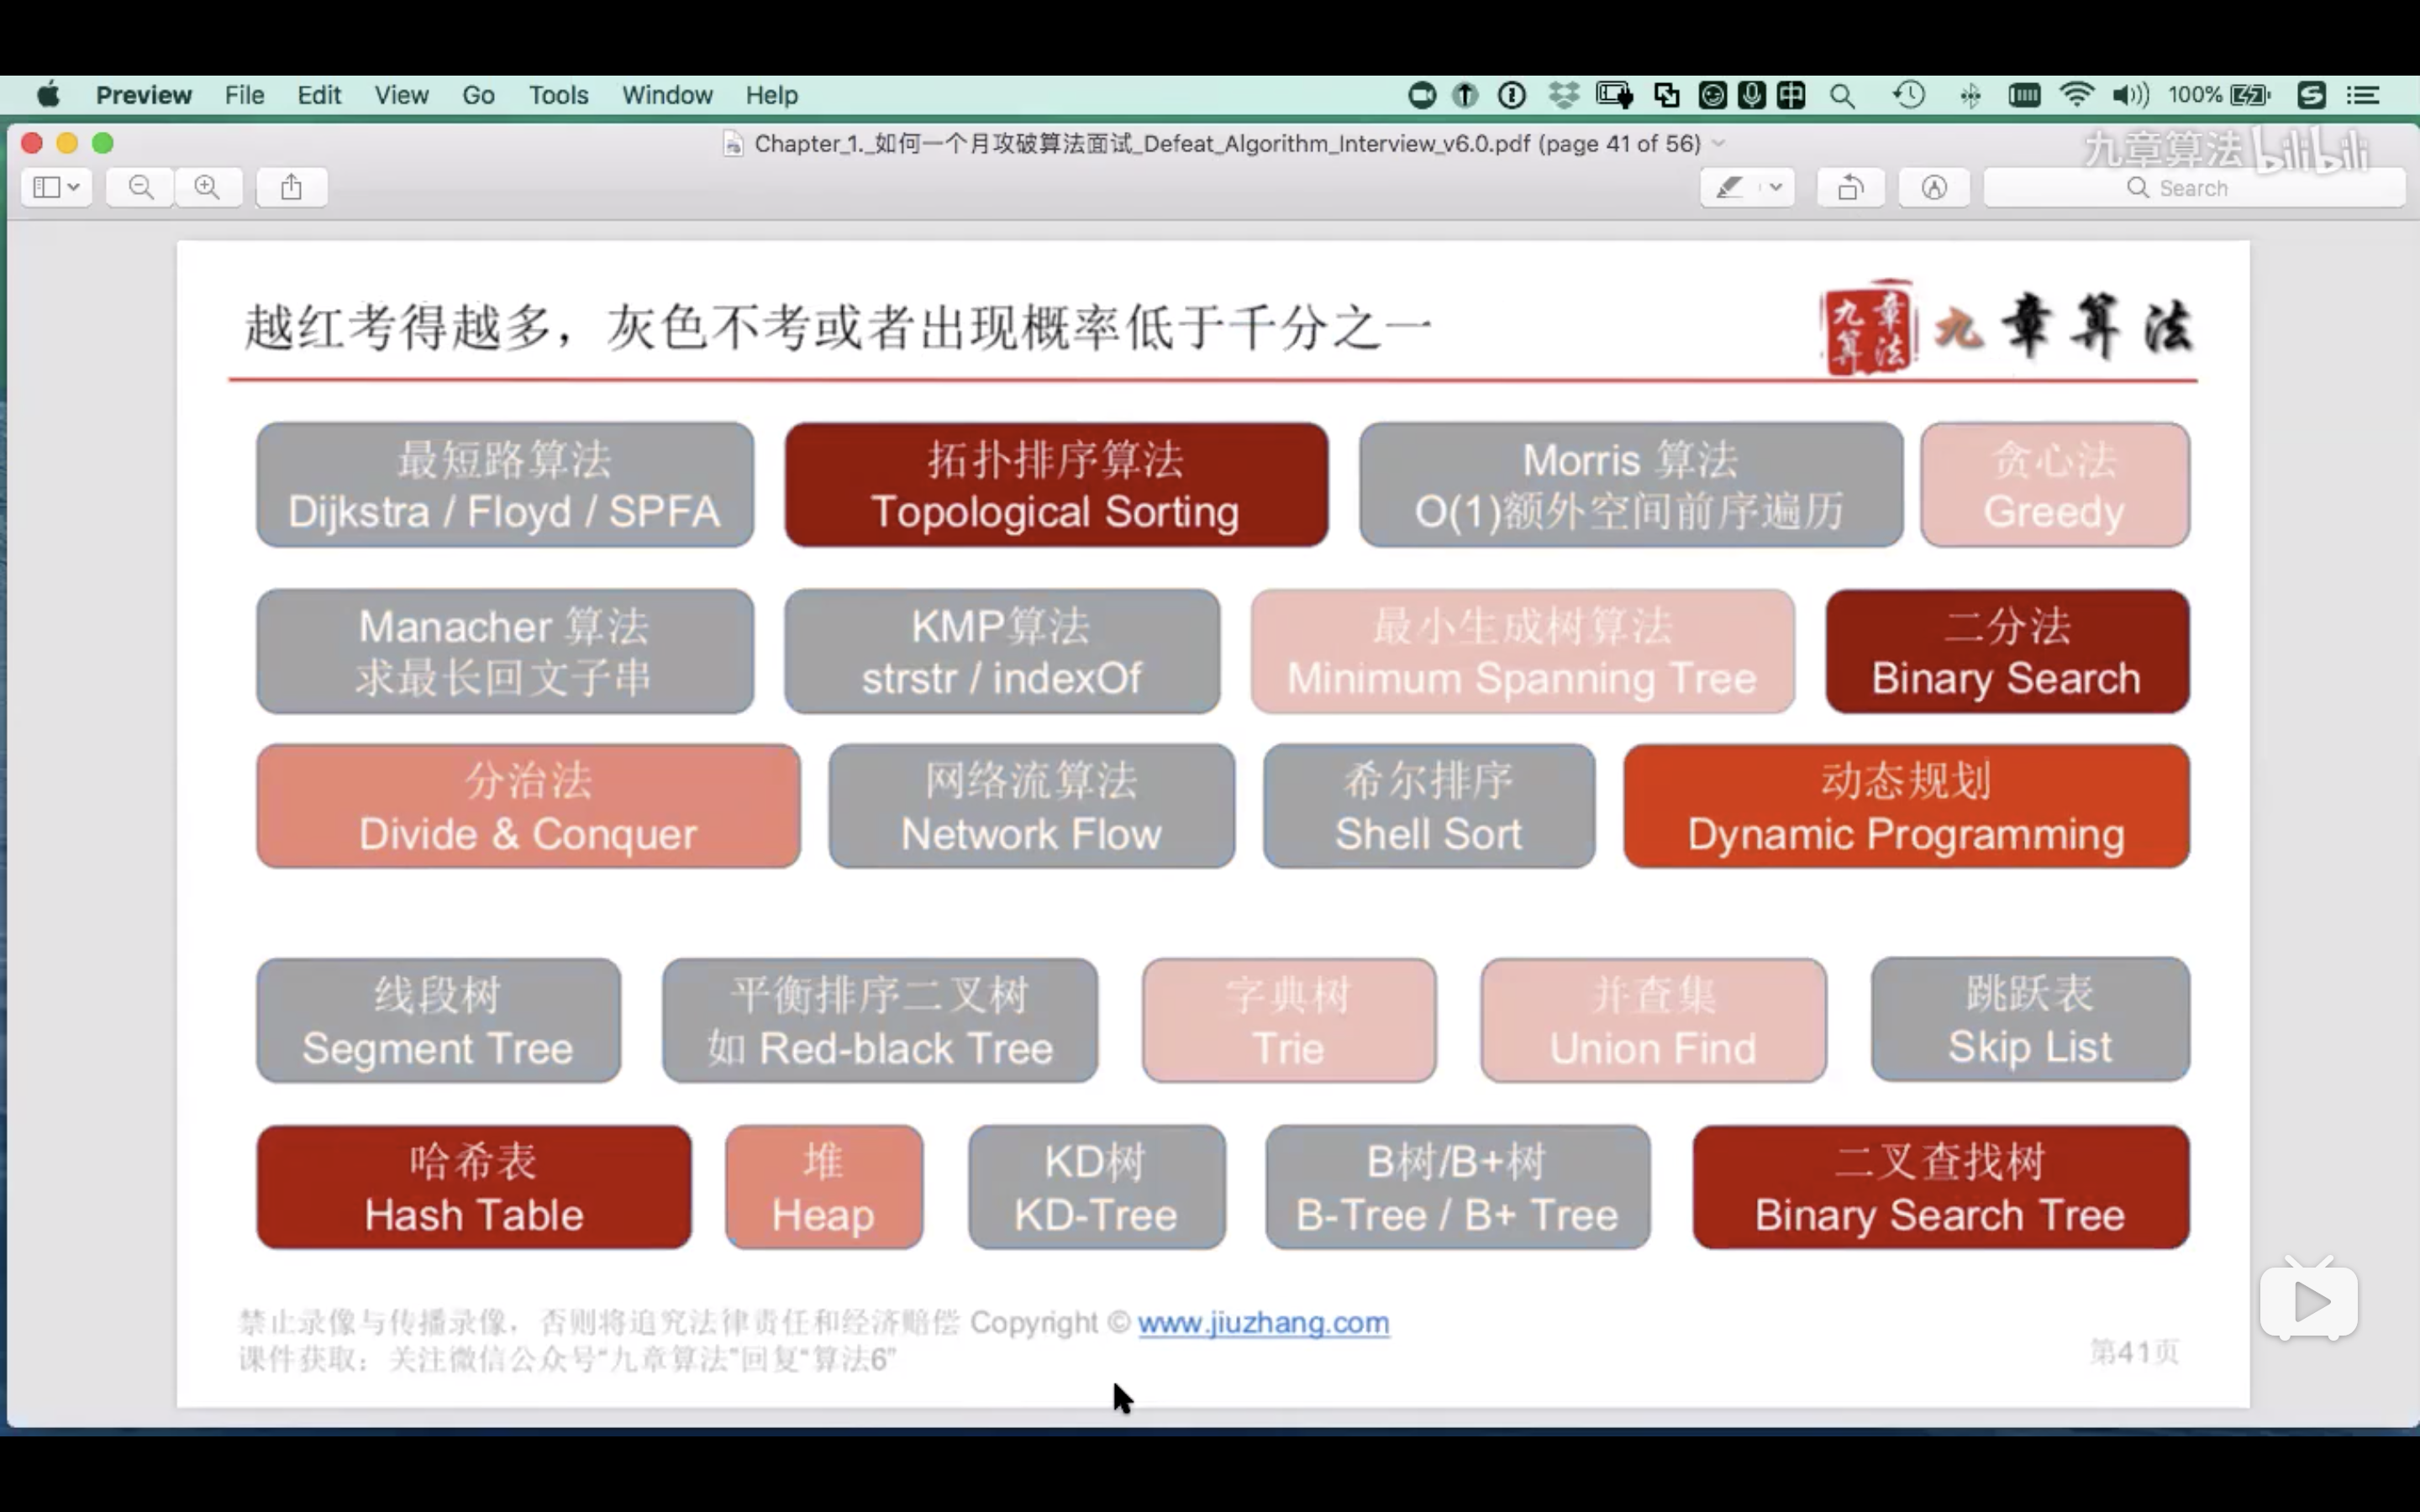 Preview File Edit View Go Tools Window Help 100%
Chapter_1._如何一个月攻破算法面试_Defeat_Algorithm_Interview_v6.0.pdf (page 41 of 56)
九章算法 bilibili
Search
越红考得越多，灰色不考或者出现概率低于千分之一
九章算法
九章算法
最短路算法
Dijkstra / Floyd / SPFA
拓扑排序算法
Topological Sorting
Morris 算法
O(1)额外空间前序遍历
贪心法
Greedy
Manacher 算法
求最长回文子串
KMP算法
strstr / indexOf
最小生成树算法
Minimum Spanning Tree
二分法
Binary Search
分治法
Divide & Conquer
网络流算法
Network Flow
希尔排序
Shell Sort
动态规划
Dynamic Programming
线段树
Segment Tree
平衡排序二叉树
如 Red-black Tree
字典树
Trie
并查集
Union Find
跳跃表
Skip List
哈希表
Hash Table
堆
Heap
KD树
KD-Tree
B树/B+树
B-Tree / B+ Tree
二叉查找树
Binary Search Tree
禁止录像与传播录像，否则将追究法律责任和经济赔偿 Copyright © www.jiuzhang.com
课件获取：关注微信公众号“九章算法”回复“算法6”
第41页